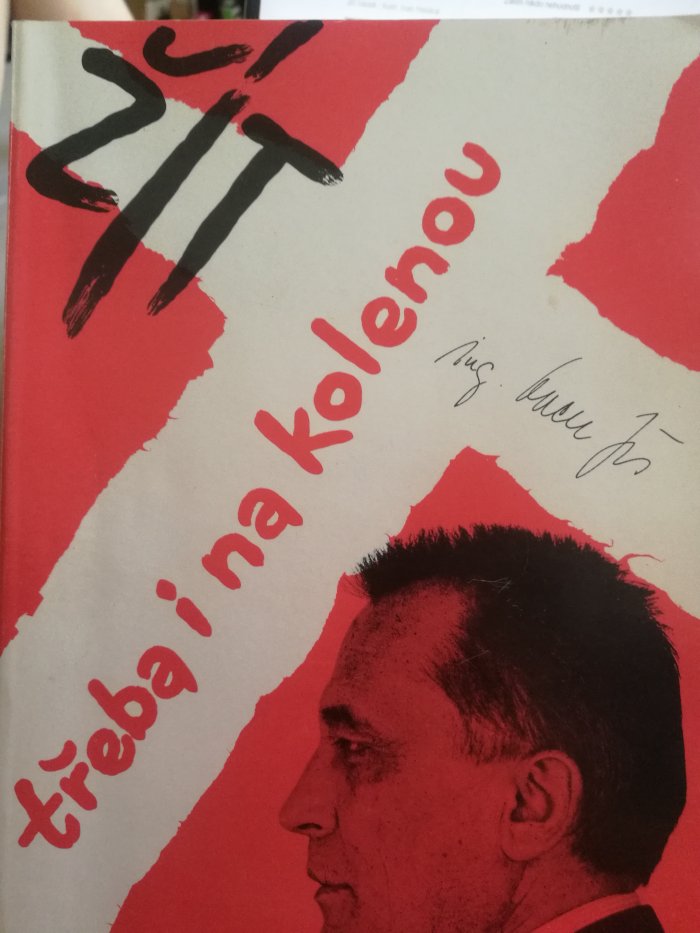 ŽÍT
třeba i na kolenou
ing.